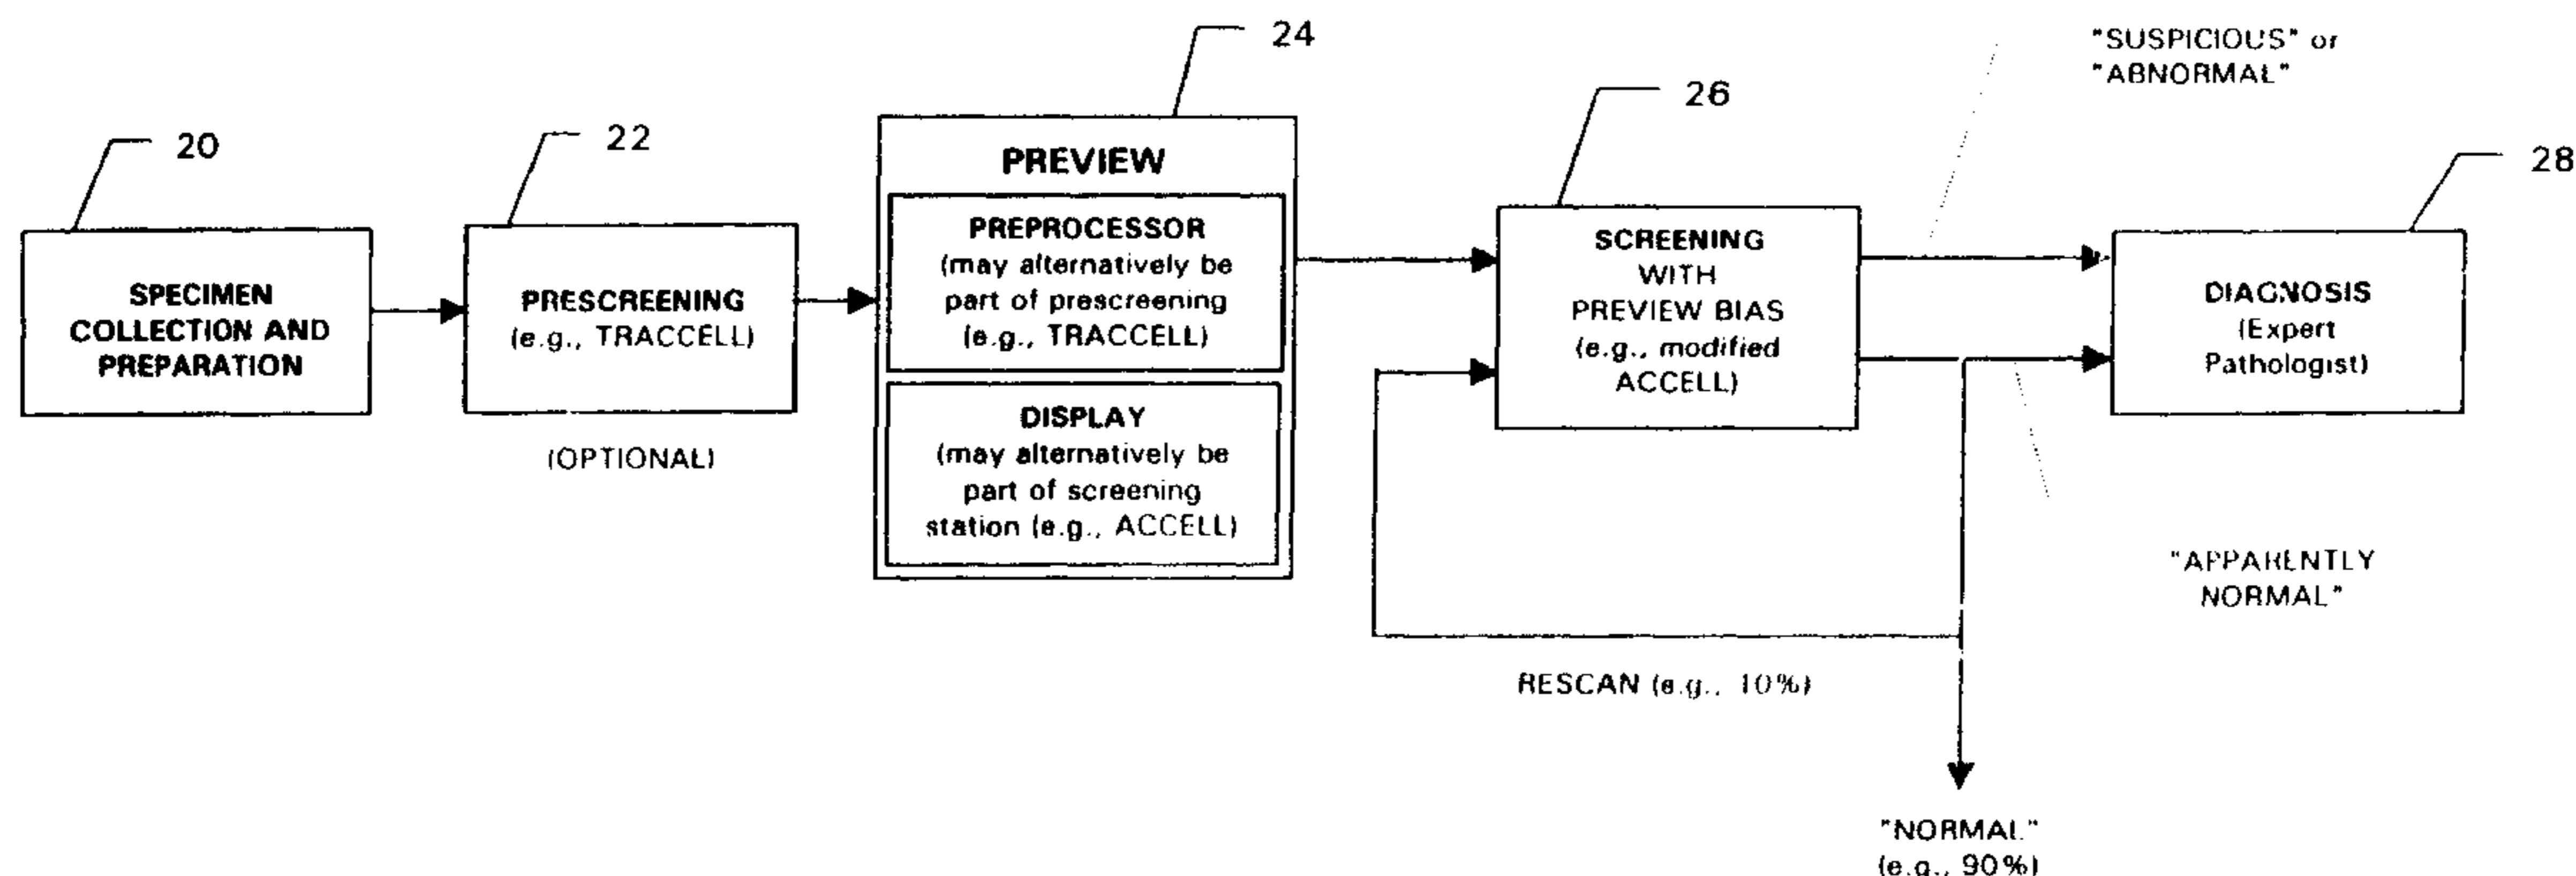 20
SPECIMEN
COLLECTION AND
PREPARATION
22
PRESCREENING
(e.g., TRACCELL)
(OPTIONAL)
24
PREVIEW
PREPROCESSOR
(may alternatively be
part of prescreening
(e.g., TRACCELL)
DISPLAY
(may alternatively be
part of screening
station (e.g., ACCELL)
26
SCREENING
WITH
PREVIEW BIAS
(e.g., modified
ACCELL)
"SUSPICIOUS" or
"ABNORMAL"
28
DIAGNOSIS
(Expert
Pathologist)
"APPARENTLY
NORMAL"
RESCAN (e.g., 10%)
"NORMAL"
(e.g., 90%)